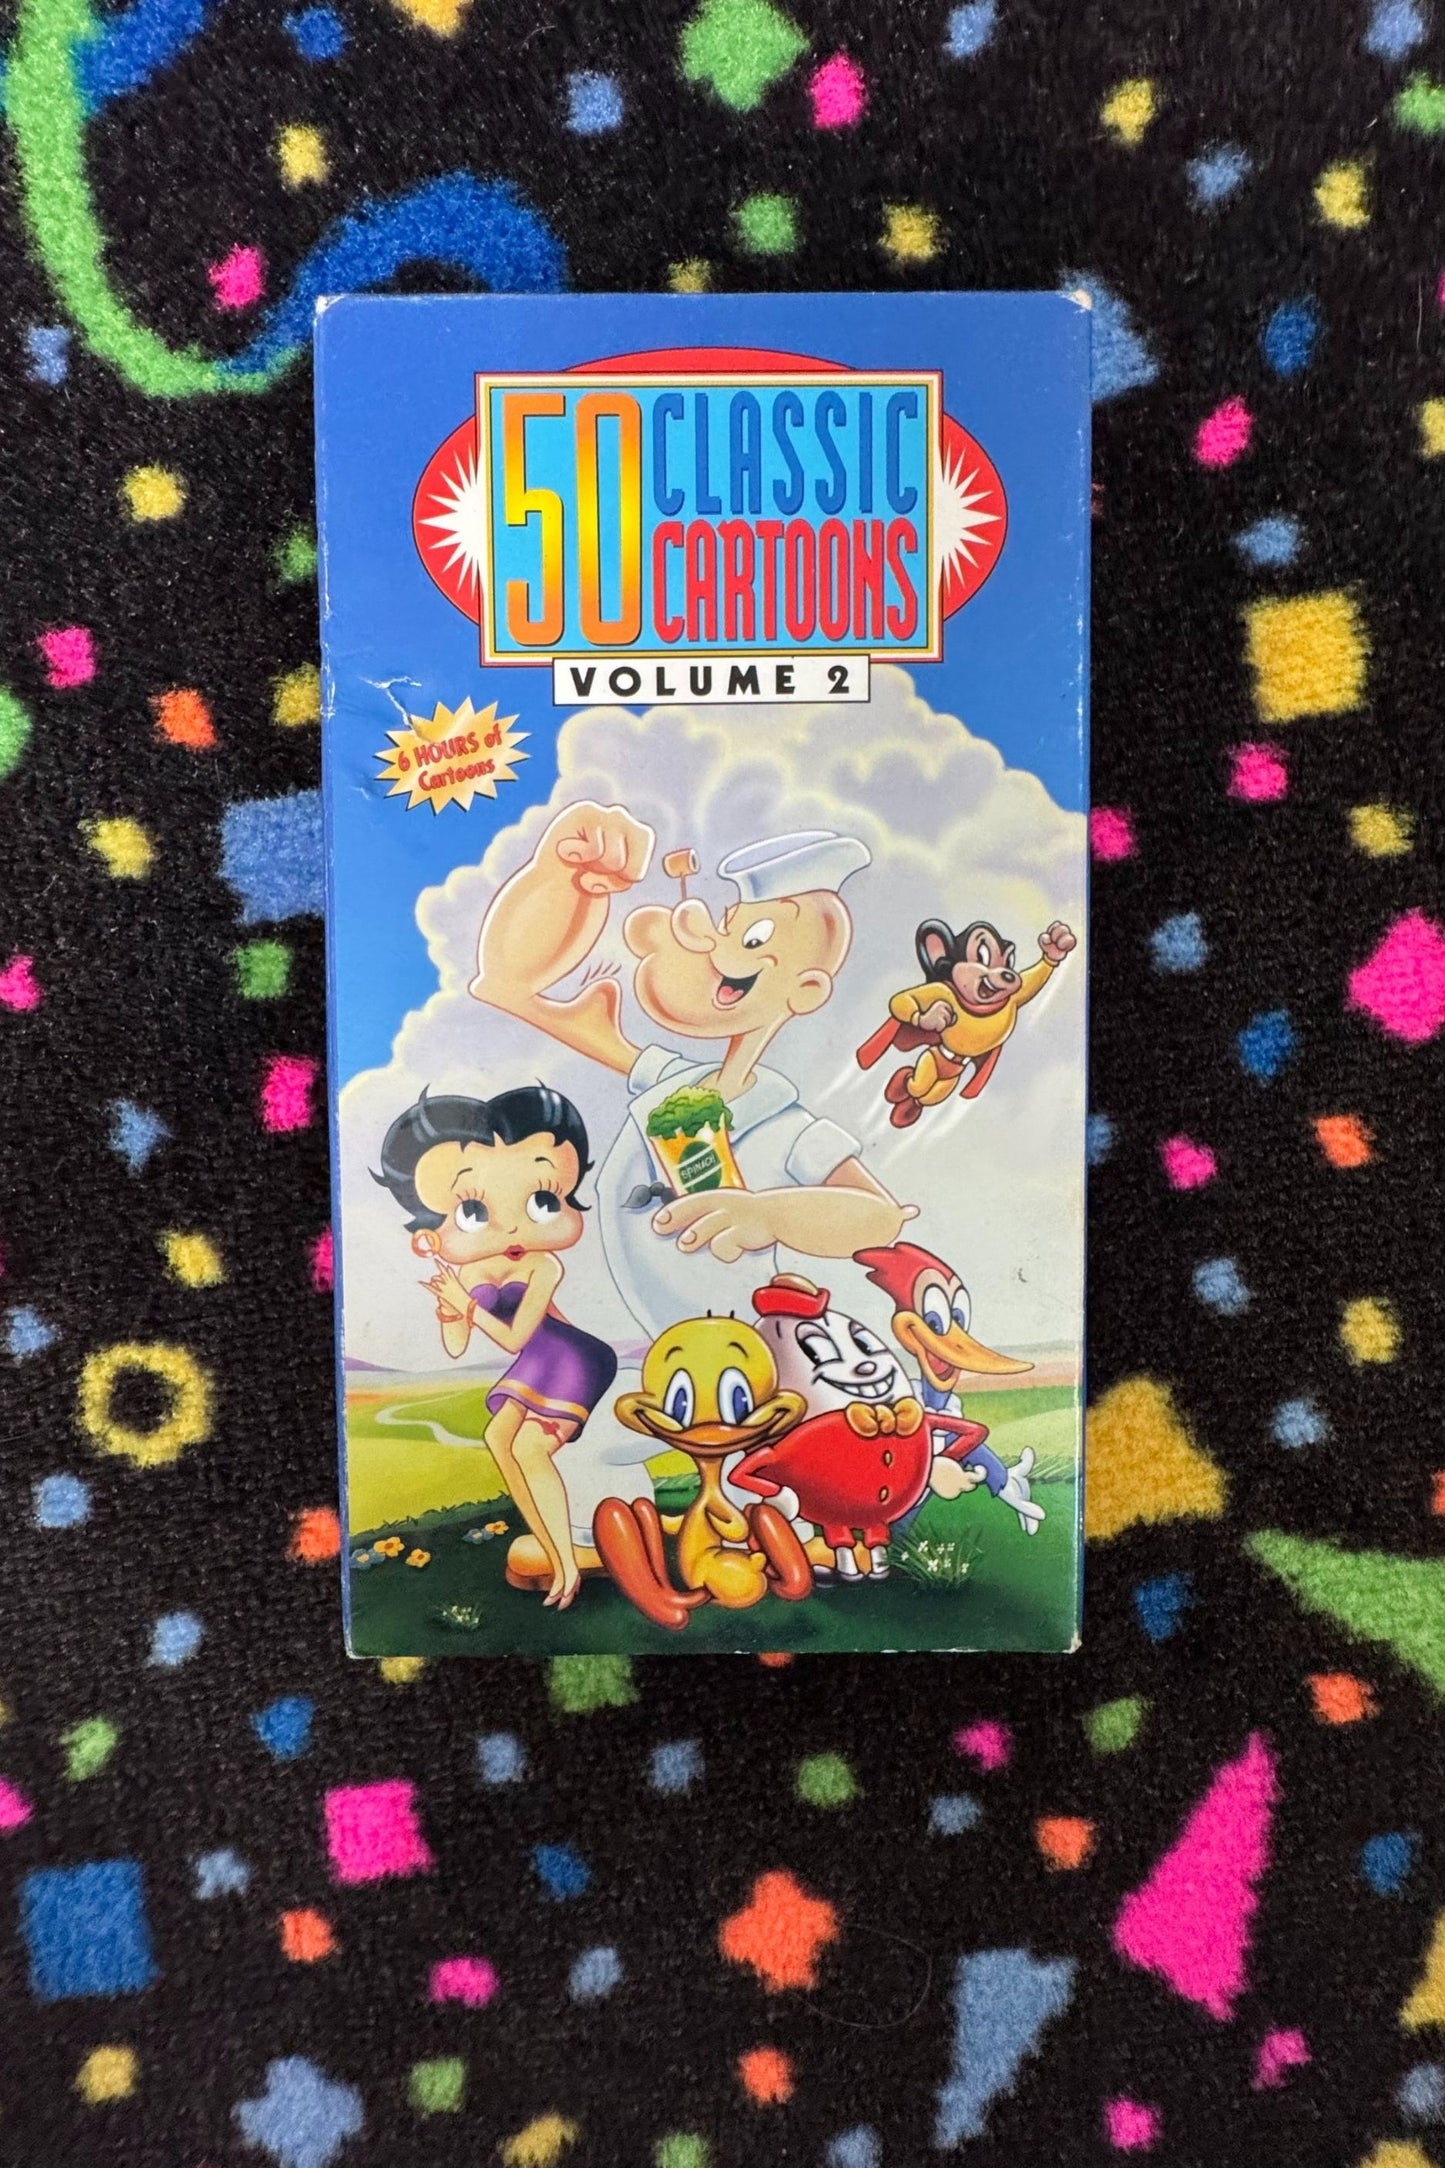 50 CLASSIC
CARTOONS
VOLUME 2
6 HOURS of
Cartoons
SPINACH